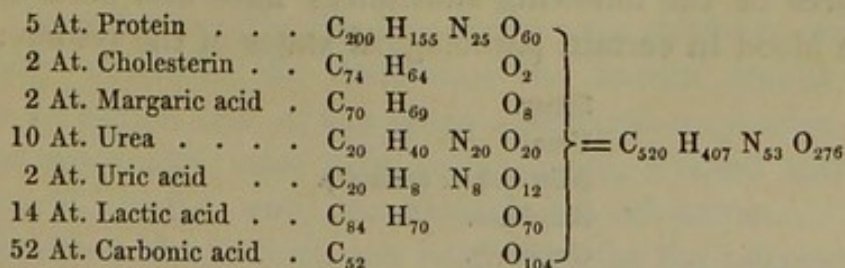 5 At. Protein . . . C₂₀₀ H₁₅₅ N₂₅ O₆₀
2 At. Cholesterin . . C₇₄ H₆₄ O₂
2 At. Margaric acid . C₇₀ H₆₉ O₈
10 At. Urea . . . . C₂₀ H₄₀ N₂₀ O₂₀ } = C₅₂₀ H₄₀₇ N₅₃ O₂₇₆
2 At. Uric acid . . C₂₀ H₈ N₈ O₁₂
14 At. Lactic acid . . C₈₄ H₇₀ O₇₀
52 At. Carbonic acid . C₅₂ O₁₀₄